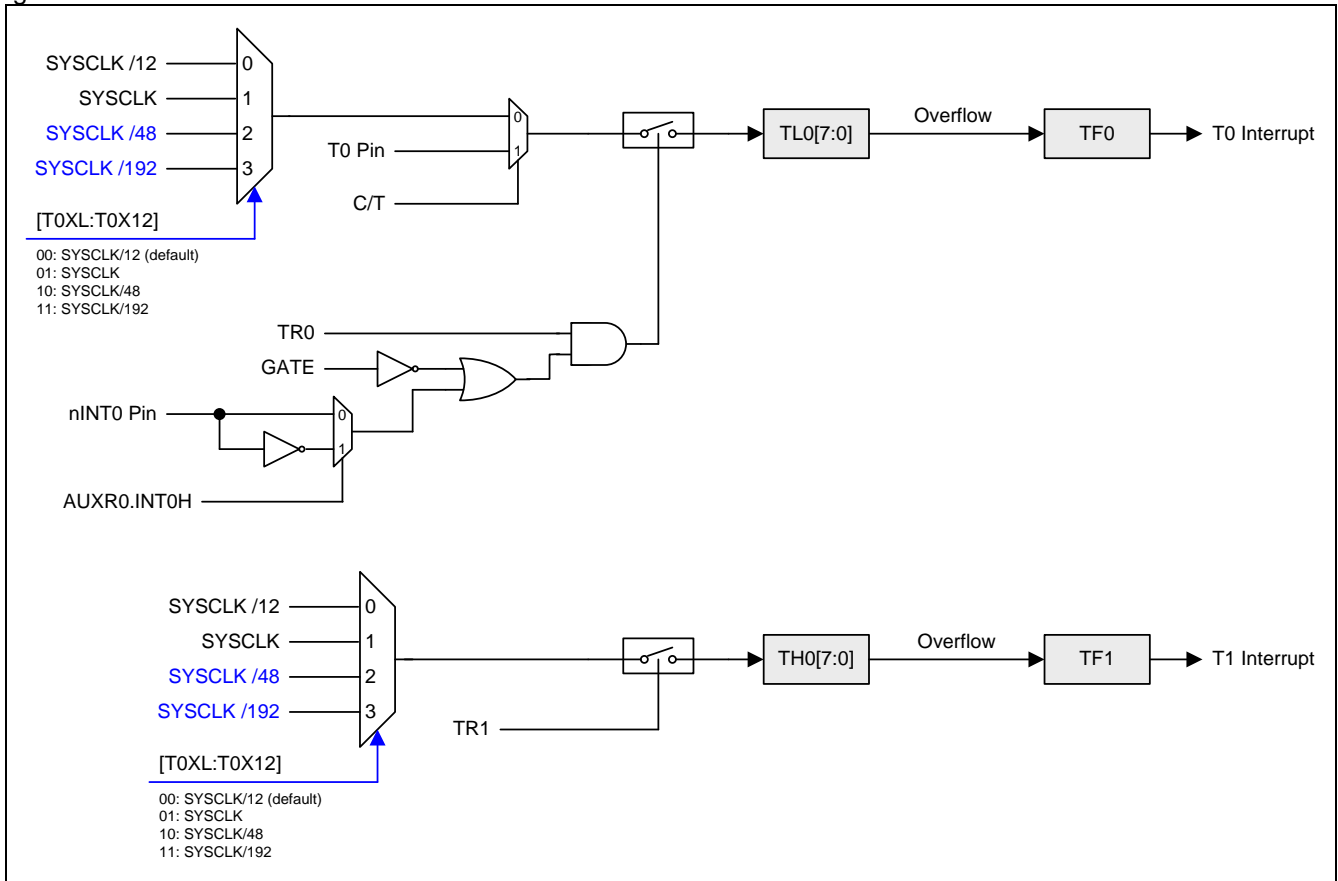 g
SYSCLK /12
0
SYSCLK
1
SYSCLK /48
2
SYSCLK /192
3
[T0XL:T0X12]
00: SYSCLK/12 (default)
01: SYSCLK
10: SYSCLK/48
11: SYSCLK/192
0
T0 Pin
1
C/T
TL0[7:0]
Overflow
TF0
T0 Interrupt
TR0
GATE
nINT0 Pin
0
1
AUXR0.INT0H
SYSCLK /12
0
SYSCLK
1
SYSCLK /48
2
SYSCLK /192
3
[T0XL:T0X12]
00: SYSCLK/12 (default)
01: SYSCLK
10: SYSCLK/48
11: SYSCLK/192
TR1
TH0[7:0]
Overflow
TF1
T1 Interrupt